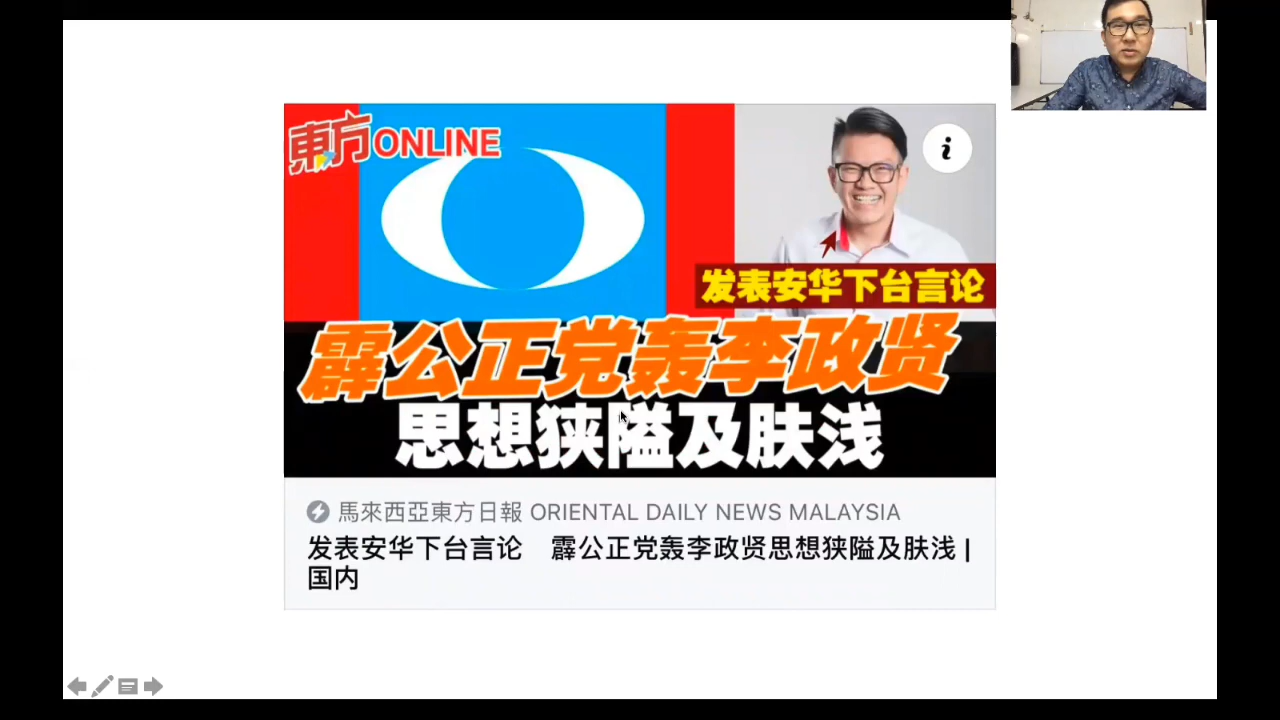 東方ONLINE
i
发表安华下台言论
霹公正党轰李政贤
思想狭隘及肤浅
馬來西亞東方日報 ORIENTAL DAILY NEWS MALAYSIA
发表安华下台言论　霹公正党轰李政贤思想狭隘及肤浅 |
国内